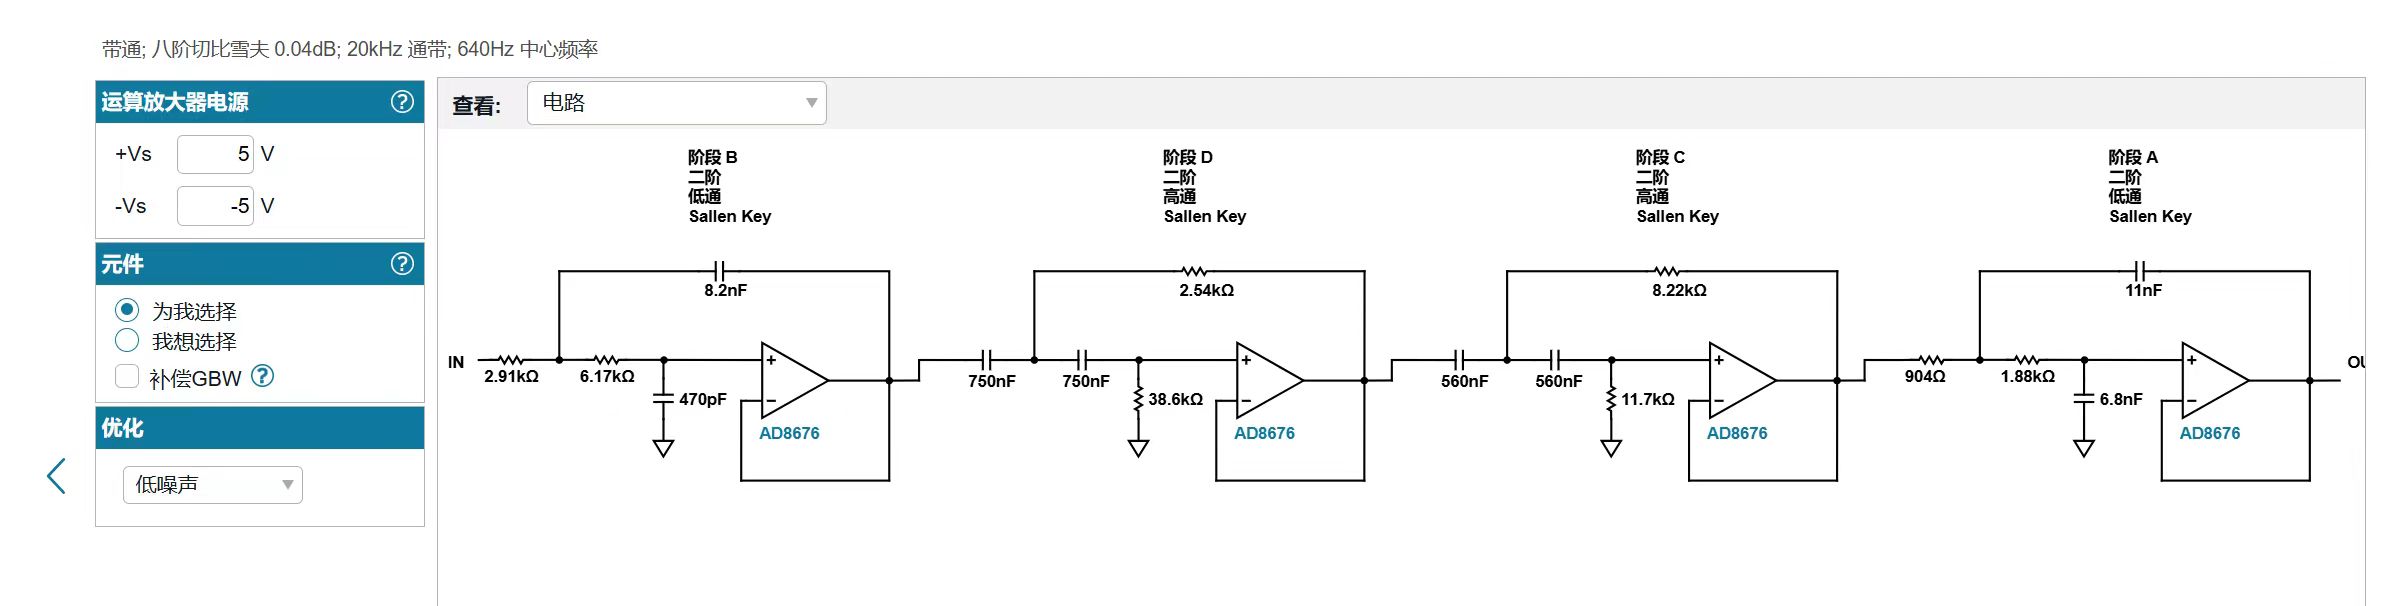 带通; 八阶切比雪夫 0.04dB; 20kHz 通带; 640Hz 中心频率
运算放大器电源 ?
+Vs 5 V
-Vs -5 V
元件 ?
为我选择
我想选择
补偿GBW ?
优化
低噪声
查看: 电路
阶段 B
二阶
低通
Sallen Key
8.2nF
IN
2.91kΩ
6.17kΩ
470pF
+
−
AD8676
阶段 D
二阶
高通
Sallen Key
2.54kΩ
750nF
750nF
38.6kΩ
+
−
AD8676
阶段 C
二阶
高通
Sallen Key
8.22kΩ
560nF
560nF
11.7kΩ
+
−
AD8676
阶段 A
二阶
低通
Sallen Key
11nF
904Ω
1.88kΩ
6.8nF
+
−
AD8676